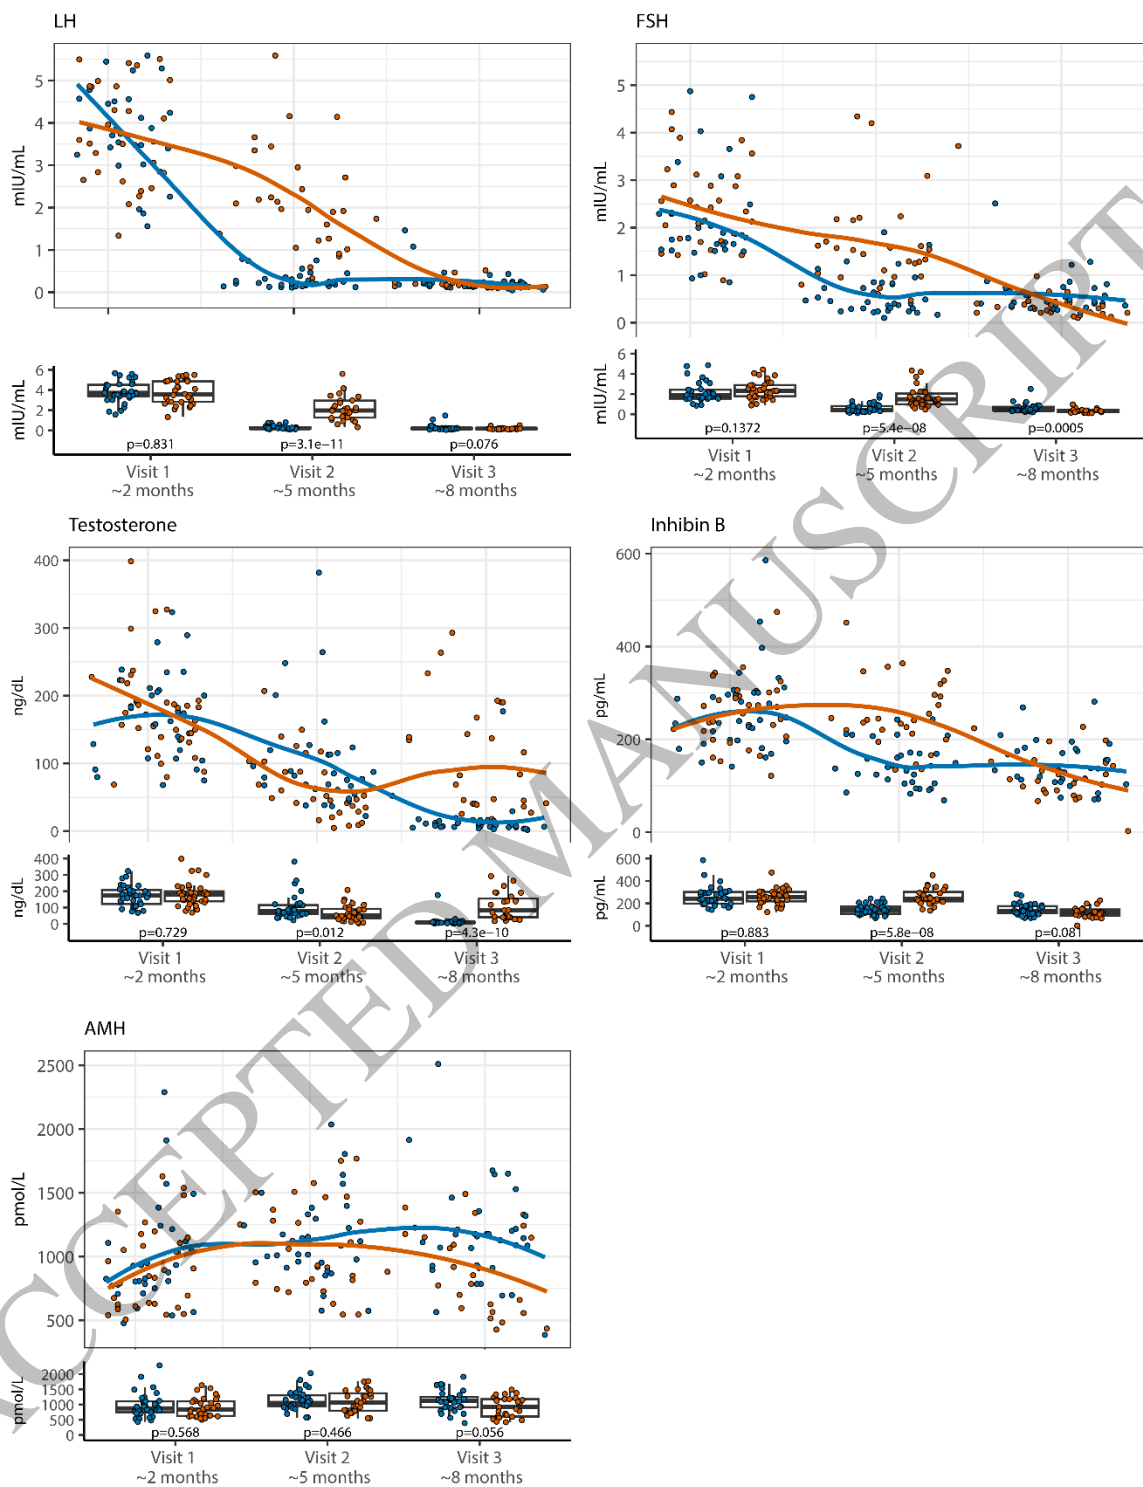 LH
5
4
3
2
1
0
mIU/mL
6
4
2
0
mIU/mL
p=0.831
p=3.1e−11
p=0.076
Visit 1
~2 months
Visit 2
~5 months
Visit 3
~8 months
FSH
5
4
3
2
1
0
mIU/mL
6
4
2
0
mIU/mL
p=0.1372
p=5.4e−08
p=0.0005
Visit 1
~2 months
Visit 2
~5 months
Visit 3
~8 months
Testosterone
400
300
200
100
0
ng/dL
400
300
200
100
0
ng/dL
p=0.729
p=0.012
p=4.3e−10
Visit 1
~2 months
Visit 2
~5 months
Visit 3
~8 months
Inhibin B
600
400
200
0
pg/mL
600
400
200
0
pg/mL
p=0.883
p=5.8e−08
p=0.081
Visit 1
~2 months
Visit 2
~5 months
Visit 3
~8 months
AMH
2500
2000
1500
1000
500
pmol/L
2000
1500
1000
500
0
pmol/L
p=0.568
p=0.466
p=0.056
Visit 1
~2 months
Visit 2
~5 months
Visit 3
~8 months
ACCEPTED MANUSCRIPT